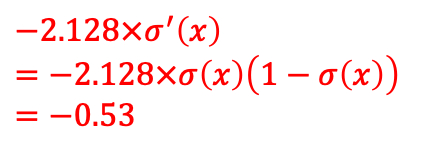 −2.128×σ′(x)
= −2.128×σ(x)(1 − σ(x))
= −0.53